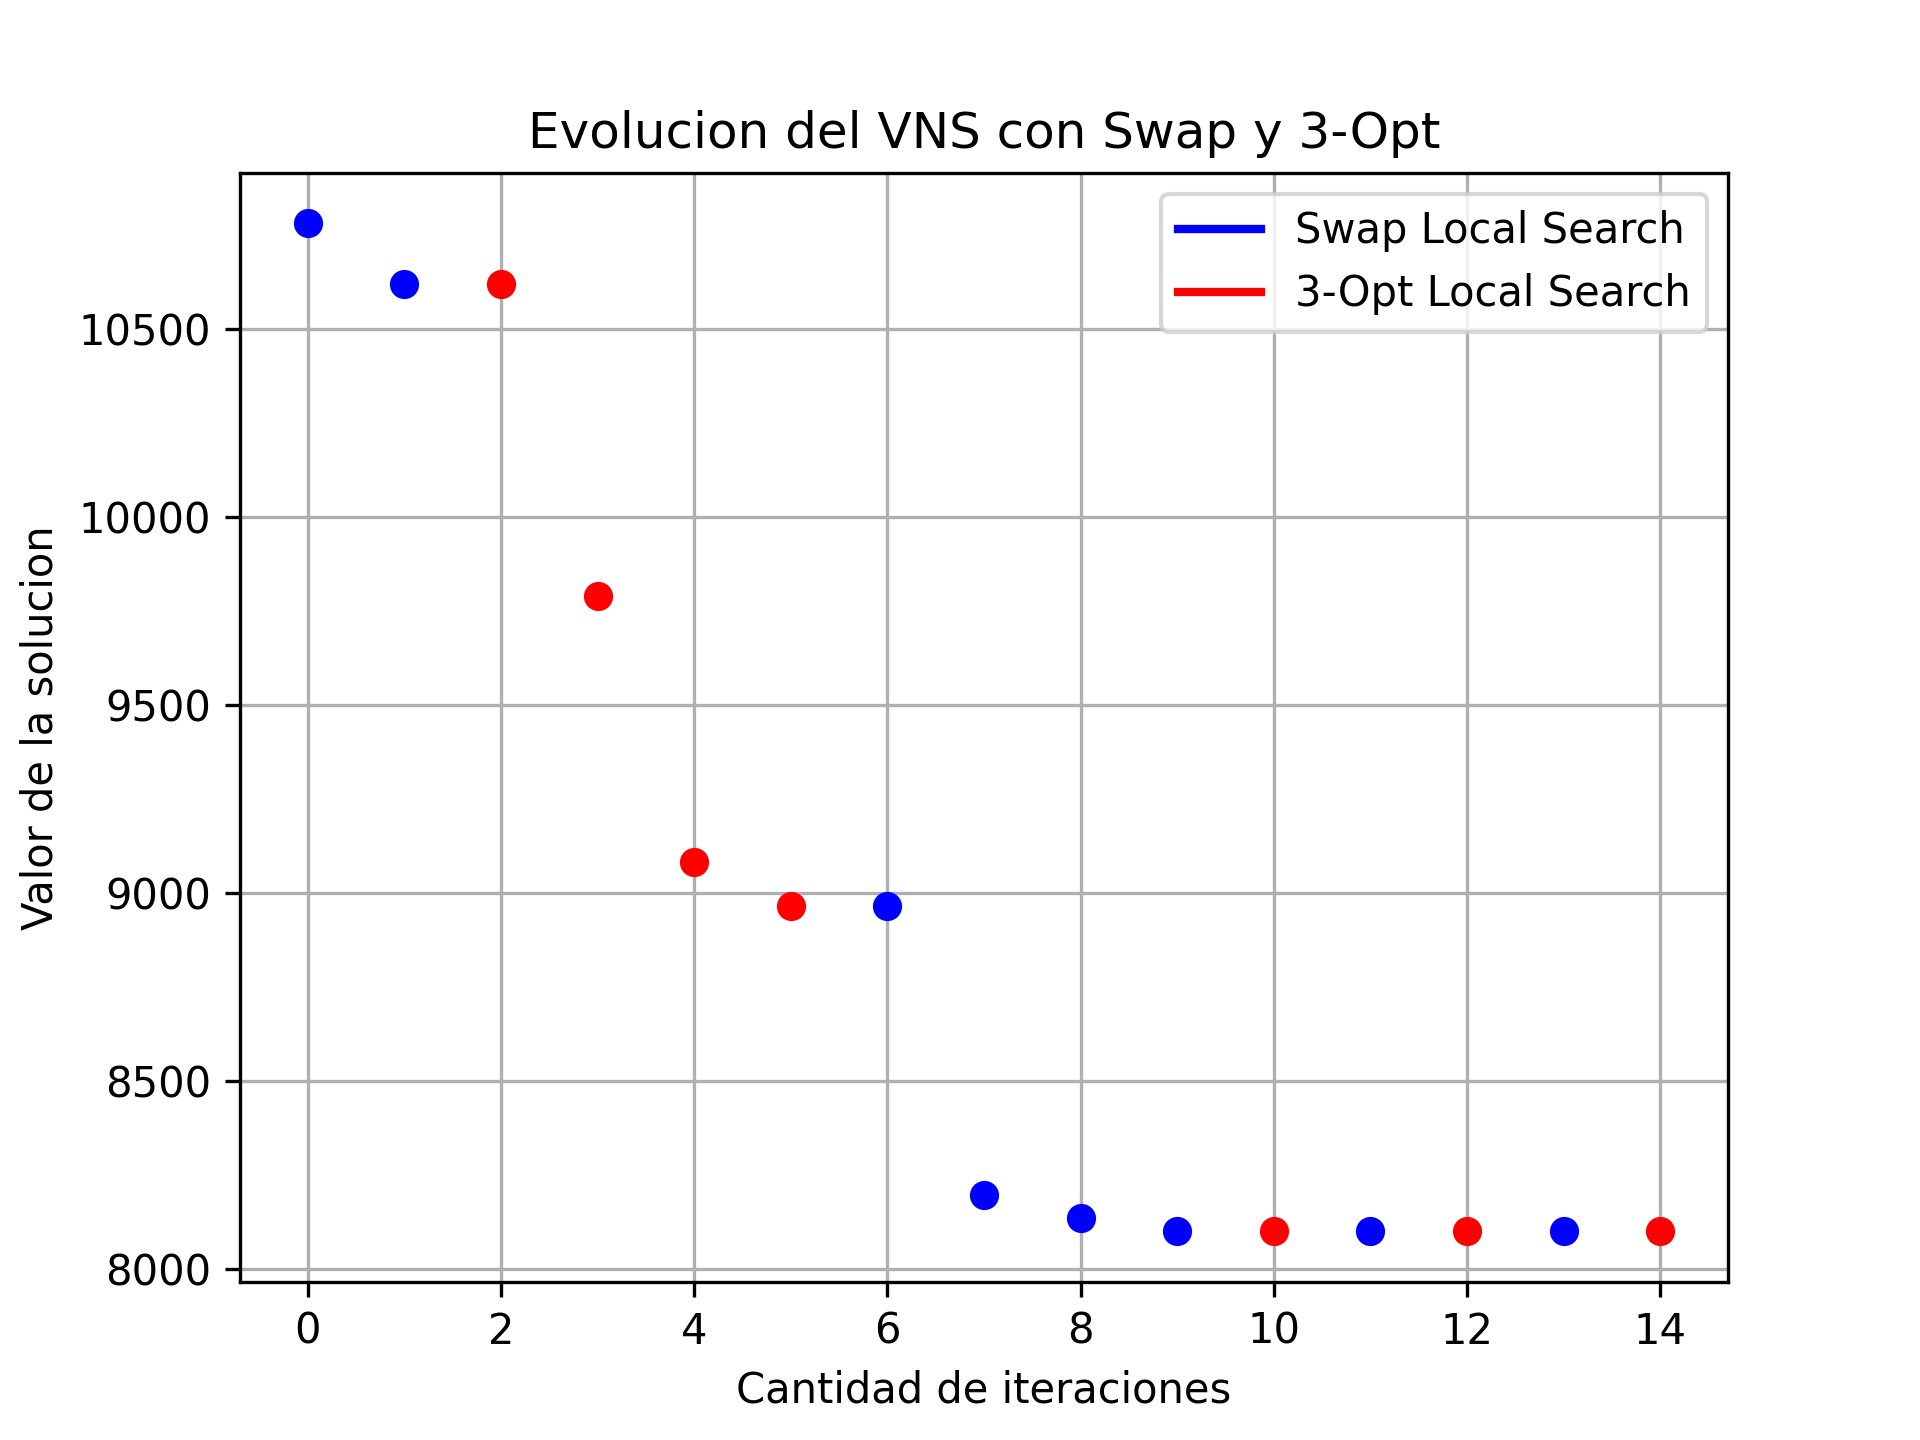 Evolucion del VNS con Swap y 3-Opt
Swap Local Search
3-Opt Local Search
Valor de la solucion
10500
10000
9500
9000
8500
8000
0 2 4 6 8 10 12 14
Cantidad de iteraciones